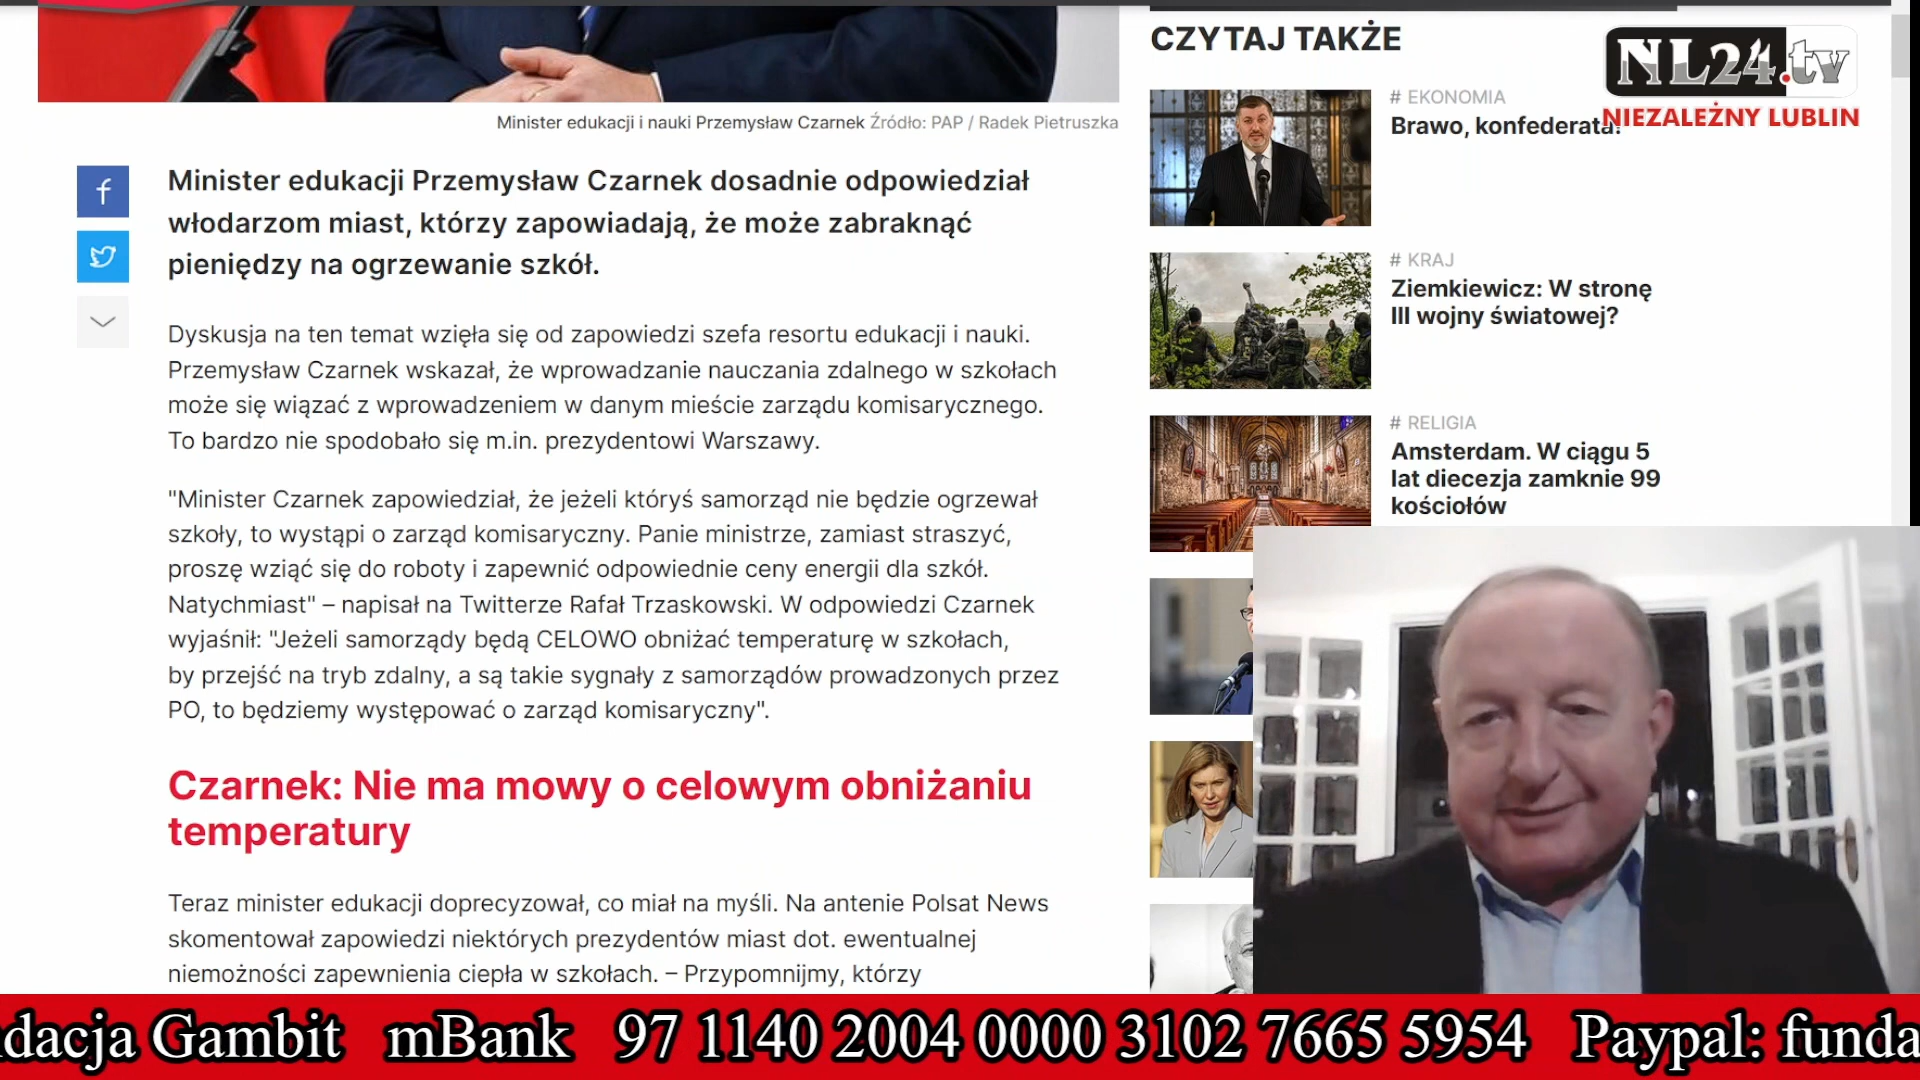 Minister edukacji i nauki Przemysław Czarnek Źródło: PAP / Radek Pietruszka
Minister edukacji Przemysław Czarnek dosadnie odpowiedział
włodarzom miast, którzy zapowiadają, że może zabraknąć
pieniędzy na ogrzewanie szkół.
Dyskusja na ten temat wzięła się od zapowiedzi szefa resortu edukacji i nauki.
Przemysław Czarnek wskazał, że wprowadzanie nauczania zdalnego w szkołach
może się wiązać z wprowadzeniem w danym mieście zarządu komisarycznego.
To bardzo nie spodobało się m.in. prezydentowi Warszawy.
"Minister Czarnek zapowiedział, że jeżeli któryś samorząd nie będzie ogrzewał
szkoły, to wystąpi o zarząd komisaryczny. Panie ministrze, zamiast straszyć,
proszę wziąć się do roboty i zapewnić odpowiednie ceny energii dla szkół.
Natychmiast" – napisał na Twitterze Rafał Trzaskowski. W odpowiedzi Czarnek
wyjaśnił: "Jeżeli samorządy będą CELOWO obniżać temperaturę w szkołach,
by przejść na tryb zdalny, a są takie sygnały z samorządów prowadzonych przez
PO, to będziemy występować o zarząd komisaryczny".
Czarnek: Nie ma mowy o celowym obniżaniu
temperatury
Teraz minister edukacji doprecyzował, co miał na myśli. Na antenie Polsat News
skomentował zapowiedzi niektórych prezydentów miast dot. ewentualnej
niemożności zapewnienia ciepła w szkołach. – Przypomnijmy, którzy
CZYTAJ TAKŻE
# EKONOMIA
Brawo, konfederata!
# KRAJ
Ziemkiewicz: W stronę
III wojny światowej?
# RELIGIA
Amsterdam. W ciągu 5
lat diecezja zamknie 99
kościołów
NL24.tv
NIEZALEŻNY LUBLIN
dacja Gambit mBank 97 1140 2004 0000 3102 7665 5954 Paypal: funda